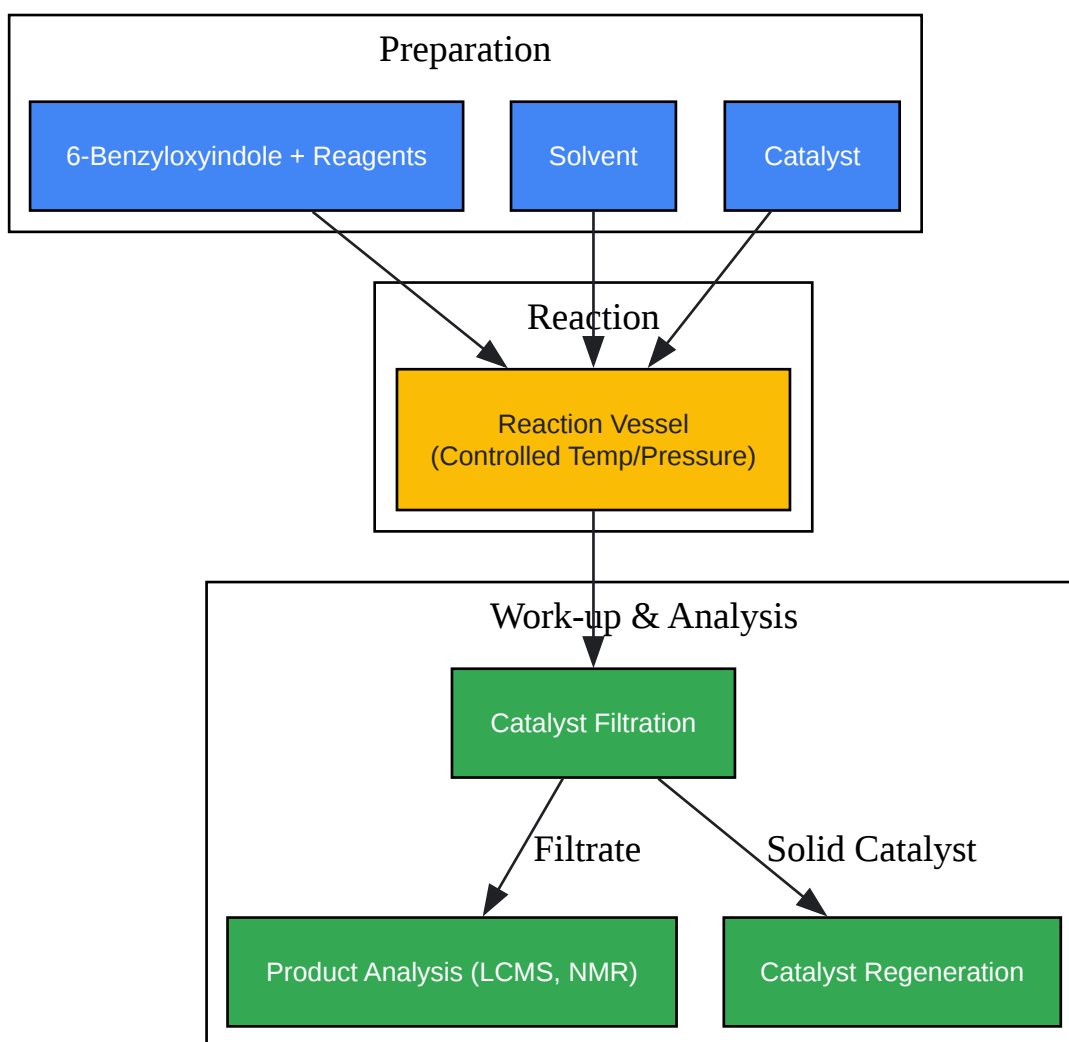 Preparation
6-Benzyloxyindole + Reagents
Solvent
Catalyst
Reaction
Reaction Vessel
(Controlled Temp/Pressure)
Work-up & Analysis
Catalyst Filtration
Filtrate
Solid Catalyst
Product Analysis (LCMS, NMR)
Catalyst Regeneration